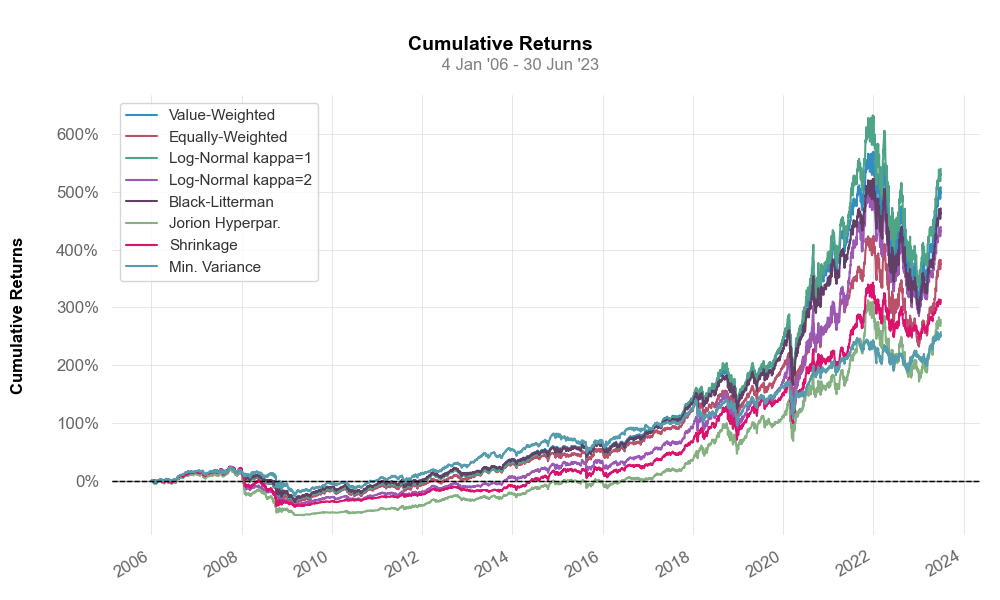 Cumulative Returns
4 Jan '06 - 30 Jun '23
Cumulative Returns
600%
500%
400%
300%
200%
100%
0%
Value-Weighted
Equally-Weighted
Log-Normal kappa=1
Log-Normal kappa=2
Black-Litterman
Jorion Hyperpar.
Shrinkage
Min. Variance
2006
2008
2010
2012
2014
2016
2018
2020
2022
2024